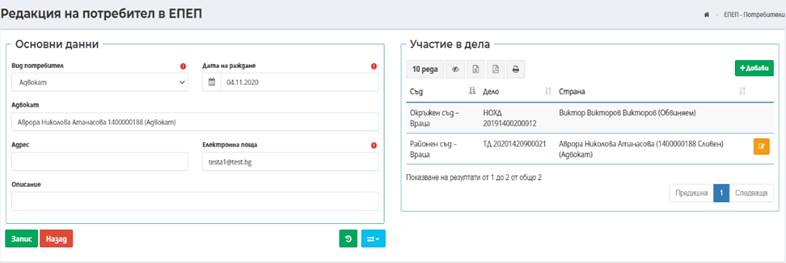 Редакция на потребител в ЕПЕП
ЕПЕП - Потребители
Основни данни
Вид потребител
Дата на раждане
Адвокат
04.11.2020
Адвокат
Аврора Николова Атанасова 1400000188 (Адвокат)
Адрес
Електронна поща
testa1@test.bg
Описание
Запис
Назад
Участие в дела
10 реда
+Добави
Съд
Дело
Страна
Окръжен съд – Враца
НОХД 20191400200012
Виктор Викторов Викторов (Обвиняем)
Районен съд – Враца
ТД 20201420900021
Аврора Николова Атанасова (1400000188 Сливен) (Адвокат)
Показване на резултати от 1 до 2 от общо 2
Предишна
1
Следваща